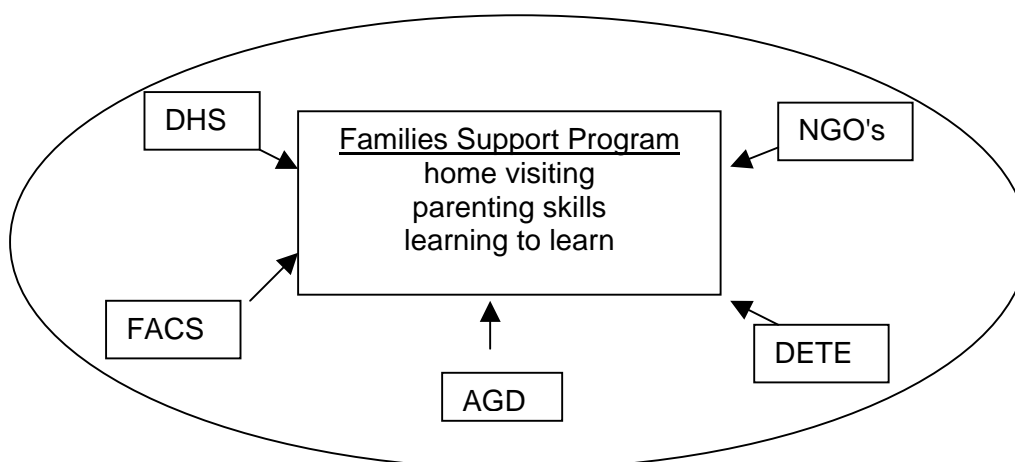 DHS
NGO's
Families Support Program
home visiting
parenting skills
learning to learn
FACS
DETE
AGD